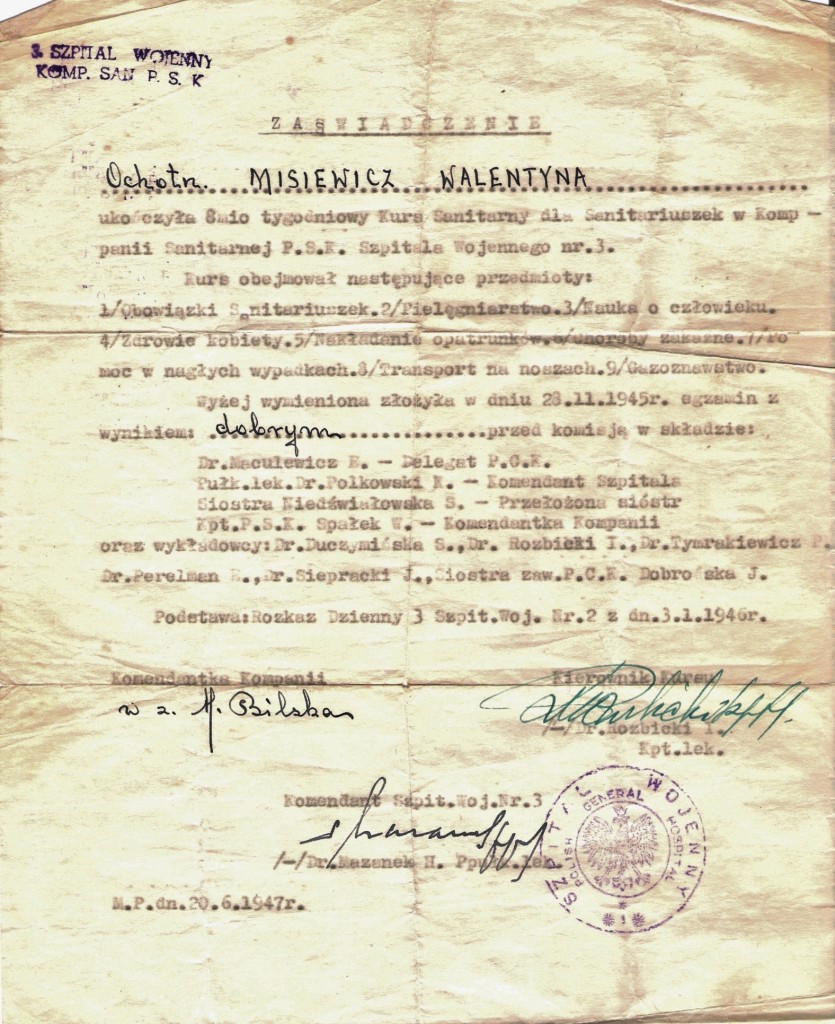 3. SZPITAL WOJENNY
KOMP. SAN P. S. K
ZAŚWIADCZENIE
Ochotn. MISIEWICZ WALENTYNA
ukończyła 8mio tygodniowy Kurs Sanitarny dla Sanitariuszek w Komp -
panii Sanitarnej P.S.K. Szpitala Wojennego nr.3.
Kurs obejmował następujące przedmioty:
1/Obowiązki Sanitariuszek.2/Pielęgniarstwo.3/Nauka o człowieku.
4/Zdrowie kobiety.5/Nakładanie opatrunków.6/Choroby zakaźne.7/Po
moc w nagłych wypadkach.8/Transport na noszach.9/Gazoznawstwo.
Wyżej wymieniona złożyła w dniu 28.11.1945r. egzamin z
wynikiem: dobrym przed komisją w składzie:
Dr.Maculewicz E. - Delegat P.C.K.
Pułk.lek.Dr.Polkowski K. - Komendant Szpitala
Siostra Niedźwiałowska S. - Przełożona sióstr
Kpt.P.S.K. Spałek W. - Komendantka Kompanii
oraz wykładowcy:Dr.Duczymińska S.,Dr. Rozbicki I.,Dr.Tymrakiewicz P.
Dr.Perelman,Dr.Siepracki J.,Siostra zaw.P.C.K. Dobrońska J.
Podstawa:Rozkaz Dzienny 3 Szpit.Woj. Nr.2 z dn.3.1.1946r.
Komendantka Kompanii Kierownik Kursu
w z. M. Bilska
/-/Dr.Rozbicki I.
Kpt.lek.
Komendant Szpit.Woj.Nr.3
/-/Dr.Mazanek H. Ppułk.lek.
SZPITAL WOJENNY
POLISH GENERAL HOSPITAL
* 1 *
M.P.dn.20.6.1947r.